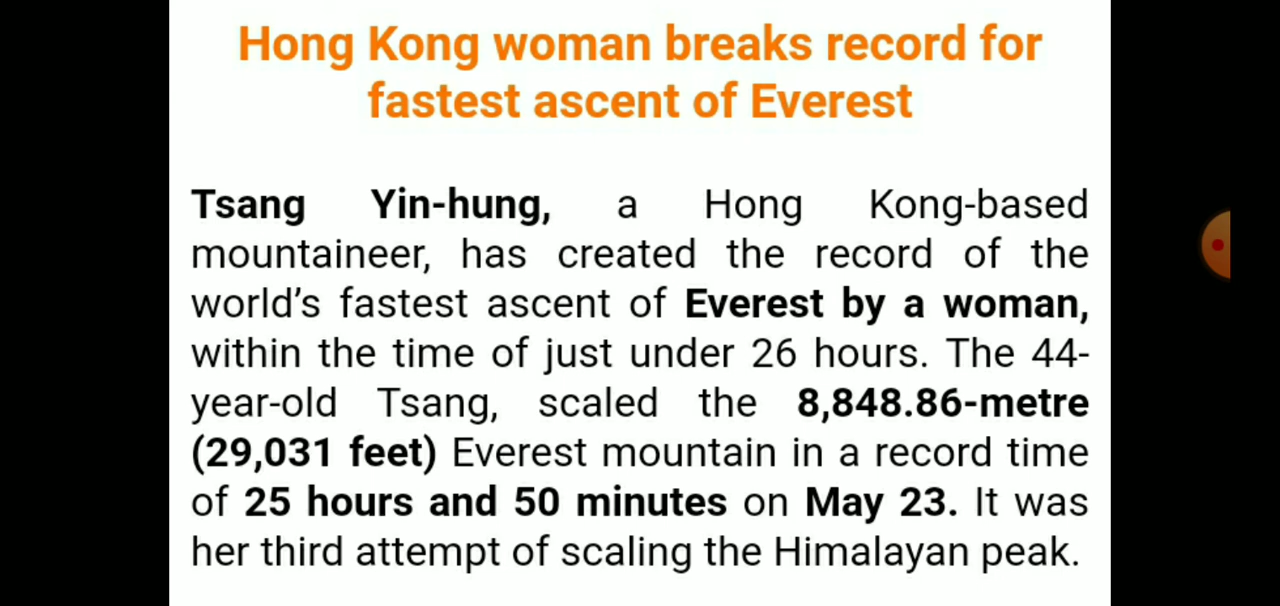 Hong Kong woman breaks record for
fastest ascent of Everest
Tsang Yin-hung, a Hong Kong-based
mountaineer, has created the record of the
world’s fastest ascent of Everest by a woman,
within the time of just under 26 hours. The 44-
year-old Tsang, scaled the 8,848.86-metre
(29,031 feet) Everest mountain in a record time
of 25 hours and 50 minutes on May 23. It was
her third attempt of scaling the Himalayan peak.